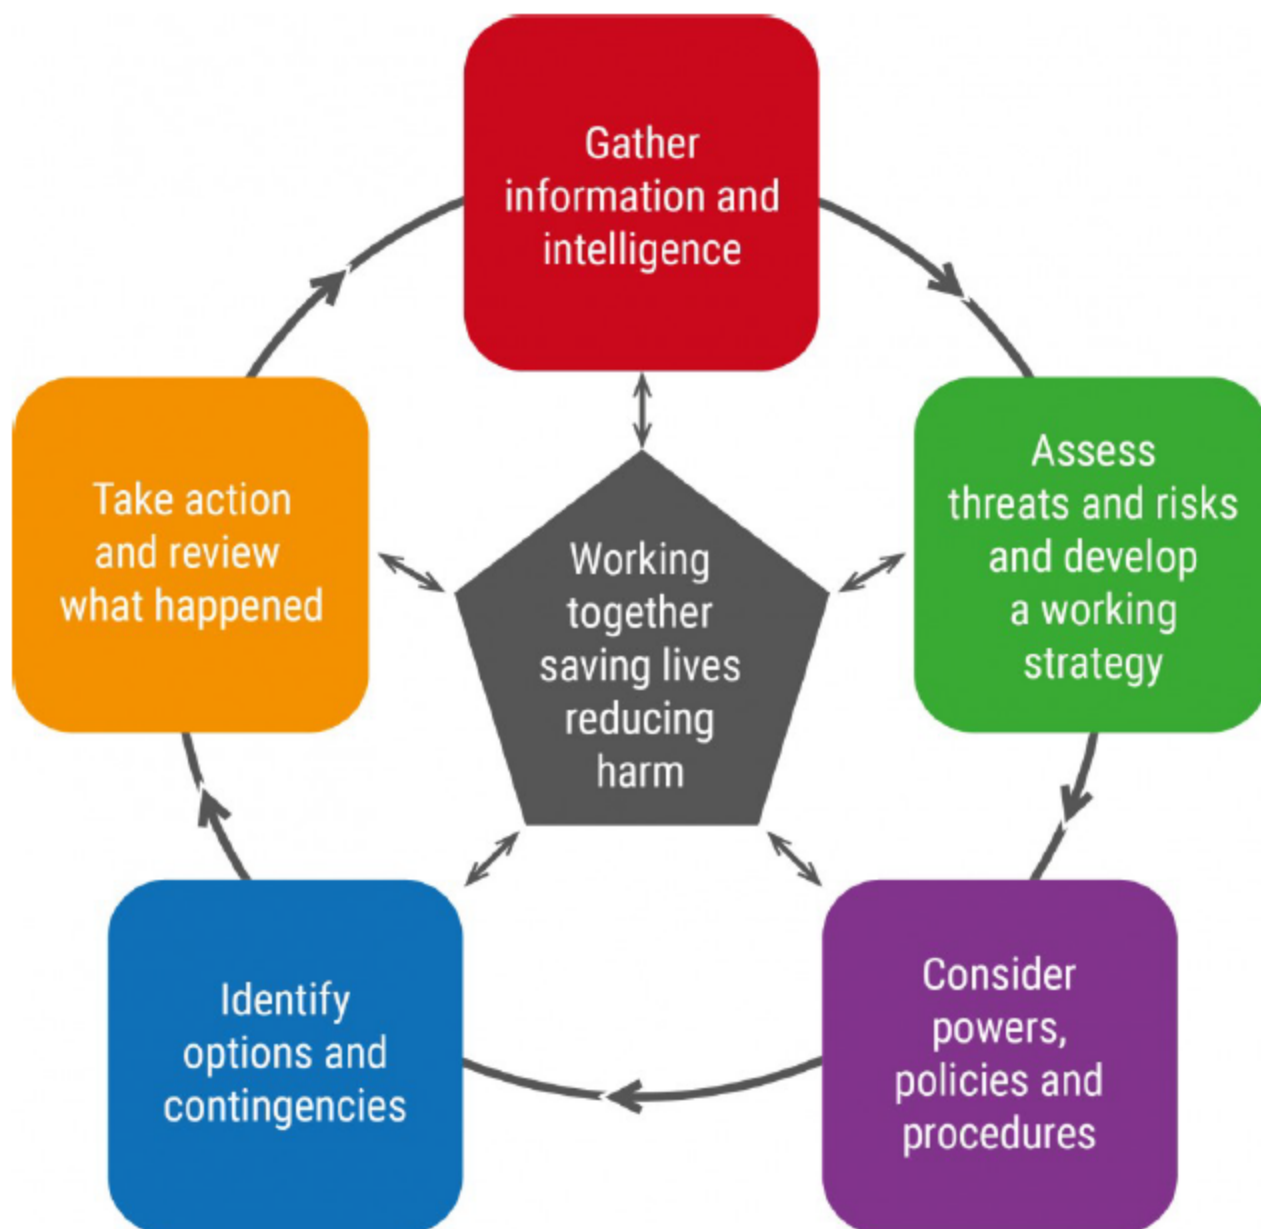 Gather
information and
intelligence
Assess
threats and risks
and develop
a working
strategy
Consider
powers,
policies and
procedures
Identify
options and
contingencies
Take action
and review
what happened
Working
together
saving lives
reducing
harm